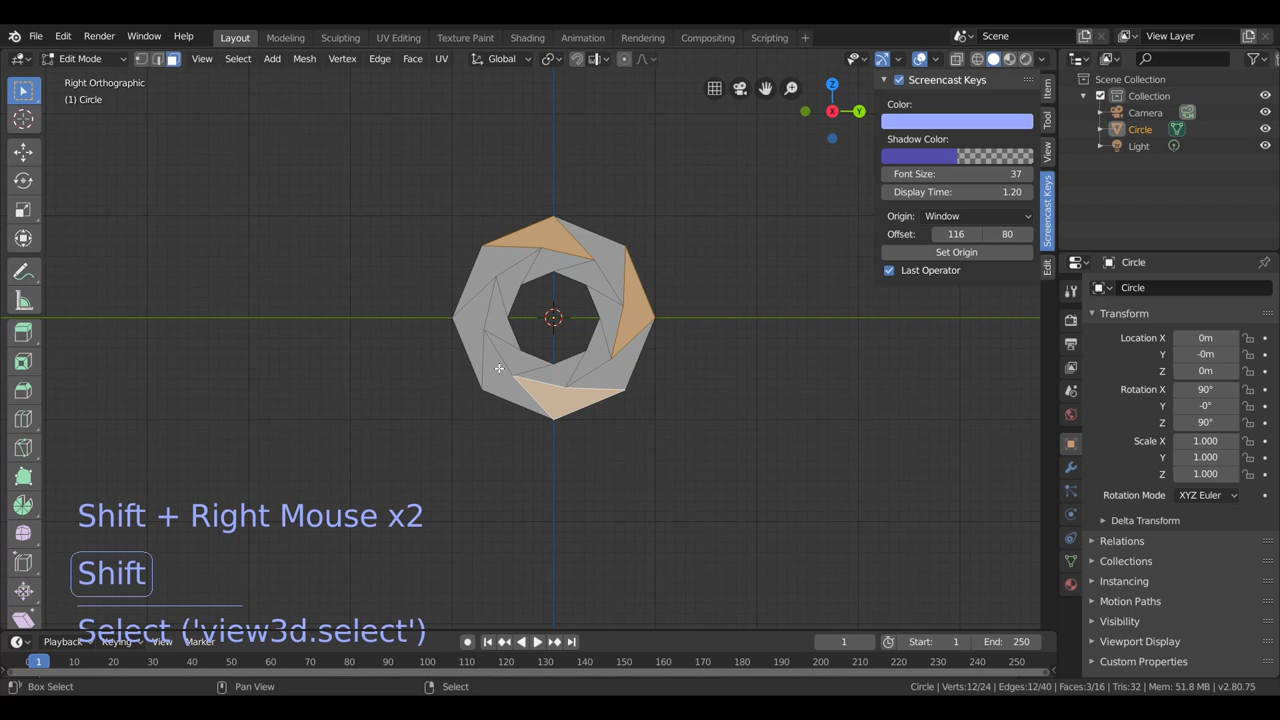 File Edit Render Window Help Layout Modeling Sculpting UV Editing Texture Paint Shading Animation Rendering Compositing Scripting + Scene View Layer
Edit Mode View Select Add Mesh Vertex Edge Face UV Global
Right Orthographic
(1) Circle
X
Y
Z
Screencast Keys
Color:
Shadow Color:
Font Size: 37
Display Time: 1.20
Origin: Window
Offset: 116 80
Set Origin
Last Operator
Item
Tool
View
Screencast Keys
Edit
Scene Collection
Collection
Camera
Circle
Light
Circle
Circle
Transform
Location X 0m
Y -0m
Z 0m
Rotation X 90°
Y -0°
Z 90°
Scale X 1.000
Y 1.000
Z 1.000
Rotation Mode XYZ Euler
Delta Transform
Relations
Collections
Instancing
Motion Paths
Visibility
Viewport Display
Custom Properties
Shift + Right Mouse x2
Shift
Select ('view3d.select')
Playback Keying View Marker 1 Start: 1 End: 250
1 10 20 30 40 50 60 70 80 90 100 110 120 130 140 150 160 170 180 190 200 210 220 230 240 250
Box Select Pan View Select Circle | Verts:12/24 | Edges:12/40 | Faces:3/16 | Tris:32 | Mem: 51.8 MB | v2.80.75